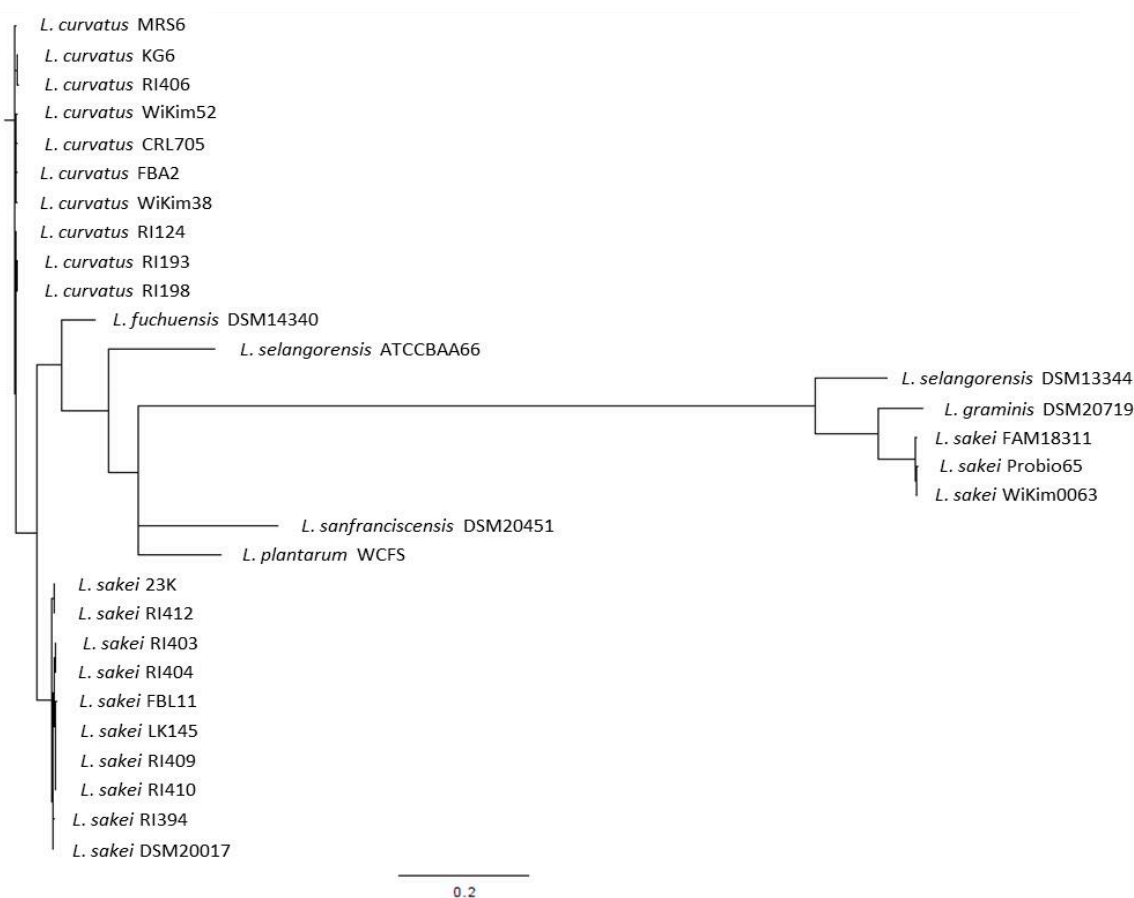 L. curvatus MRS6
L. curvatus KG6
L. curvatus RI406
L. curvatus WiKim52
L. curvatus CRL705
L. curvatus FBA2
L. curvatus WiKim38
L. curvatus RI124
L. curvatus RI193
L. curvatus RI198
L. fuchuensis DSM14340
L. selangorensis ATCCBAA66
L. selangorensis DSM13344
L. graminis DSM20719
L. sakei FAM18311
L. sakei Probio65
L. sakei WiKim0063
L. sanfranciscensis DSM20451
L. plantarum WCFS
L. sakei 23K
L. sakei RI412
L. sakei RI403
L. sakei RI404
L. sakei FBL11
L. sakei LK145
L. sakei RI409
L. sakei RI410
L. sakei RI394
L. sakei DSM20017
0.2